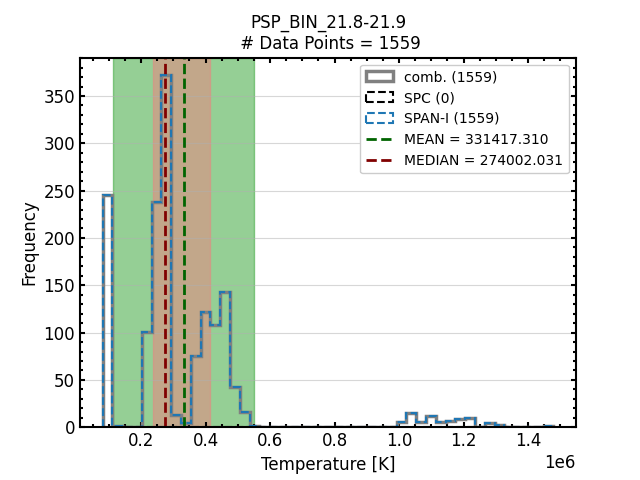 PSP_BIN_21.8-21.9
# Data Points = 1559
comb. (1559)
SPC (0)
SPAN-I (1559)
MEAN = 331417.310
MEDIAN = 274002.031
Frequency
350
300
250
200
150
100
50
0
0.2 0.4 0.6 0.8 1.0 1.2 1.4
1e6
Temperature [K]